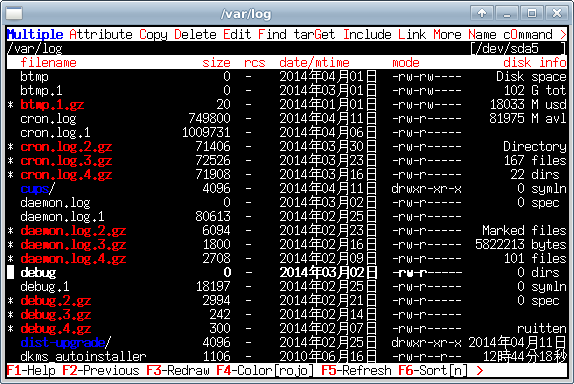 /var/log
Multiple Attribute Copy Delete Edit Find tarGet Include Link More Name cOmmand >
/var/log [/dev/sda5 ]
filename size - rcs - date/mtime mode disk info
btmp 0 - 2014年04月01日 -rw-rw---- Disk space
btmp.1 0 - 2014年03月01日 -rw-rw---- 102 G tot
* btmp.1.gz 20 - 2014年01月01日 -rw-rw---- 18033 M usd
cron.log 749800 - 2014年04月11日 -rw-r----- 81975 M avl
cron.log.1 1009731 - 2014年04月06日 -rw-r-----
* cron.log.2.gz 71406 - 2014年03月30日 -rw-r----- Directory
* cron.log.3.gz 72526 - 2014年03月23日 -rw-r----- 167 files
* cron.log.4.gz 71908 - 2014年03月16日 -rw-r----- 22 dirs
cups/ 4096 - 2014年04月11日 drwxr-xr-x 0 symln
daemon.log 0 - 2014年03月02日 -rw-r----- 0 spec
daemon.log.1 80613 - 2014年02月25日 -rw-r-----
* daemon.log.2.gz 6094 - 2014年02月23日 -rw-r----- Marked files
* daemon.log.3.gz 1800 - 2014年02月16日 -rw-r----- 5822213 bytes
* daemon.log.4.gz 2708 - 2014年02月09日 -rw-r----- 101 files
debug 0 - 2014年03月02日 -rw-r----- 0 dirs
debug.1 18197 - 2014年02月25日 -rw-r----- 0 symln
* debug.2.gz 2994 - 2014年02月21日 -rw-r----- 0 spec
* debug.3.gz 242 - 2014年02月14日 -rw-r-----
* debug.4.gz 300 - 2014年02月07日 -rw-r----- ruitten
dist-upgrade/ 4096 - 2014年02月25日 drwxr-xr-x 2014年04月11日
dkms_autoinstaller 1106 - 2010年06月16日 -rw-r--r-- 12時44分18秒
F1-Help F2-Previous F3-Redraw F4-Color[rojo] F5-Refresh F6-Sort[n] >